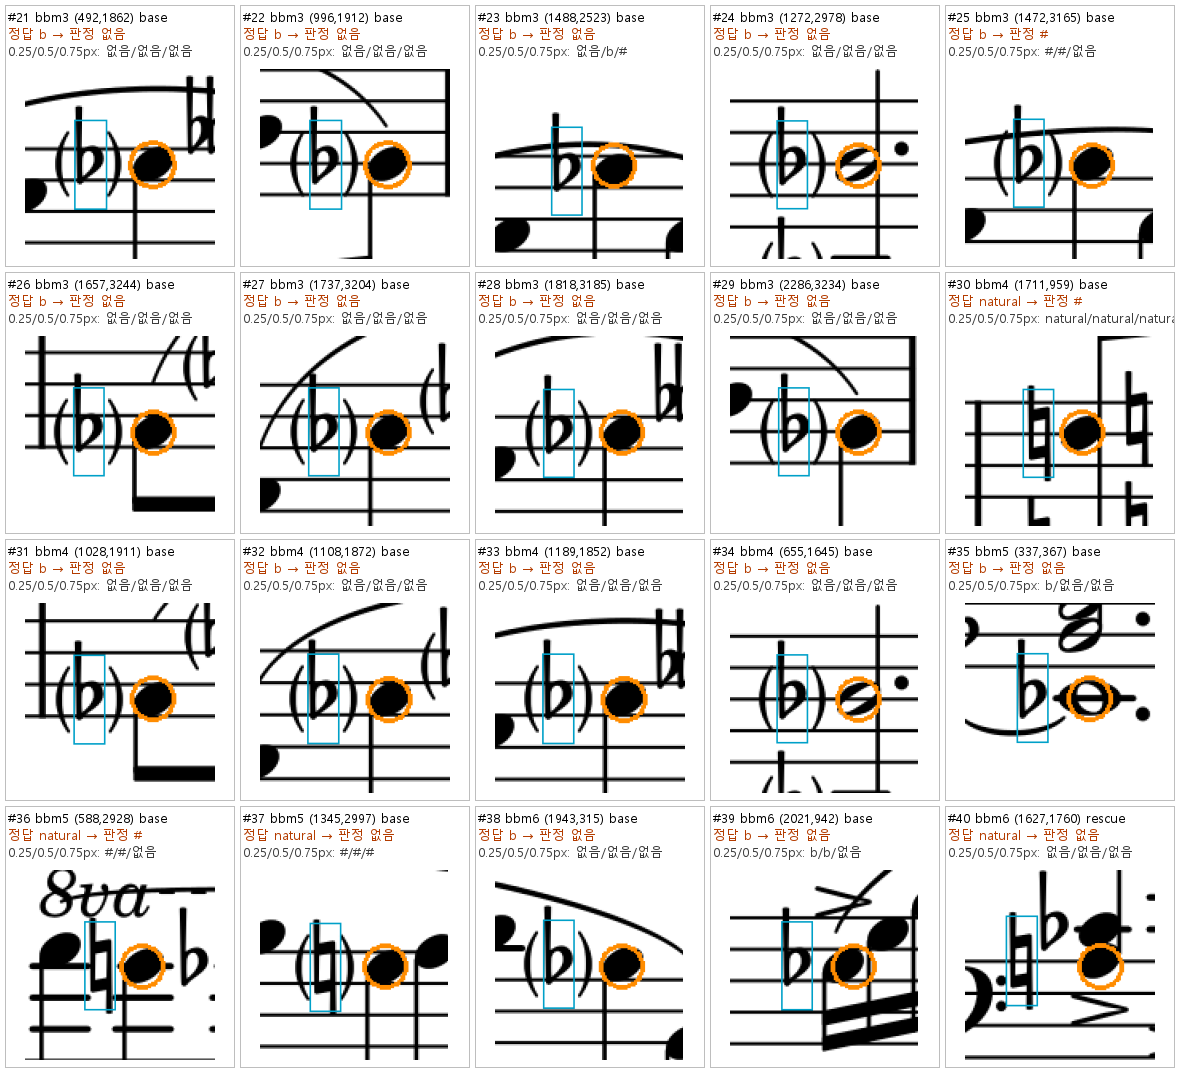 #21 bbm3 (492,1862) base
정답 b → 판정 없음
0.25/0.5/0.75px: 없음/없음/없음
#22 bbm3 (996,1912) base
정답 b → 판정 없음
0.25/0.5/0.75px: 없음/없음/없음
#23 bbm3 (1488,2523) base
정답 b → 판정 없음
0.25/0.5/0.75px: 없음/b/#
#24 bbm3 (1272,2978) base
정답 b → 판정 없음
0.25/0.5/0.75px: 없음/없음/없음
#25 bbm3 (1472,3165) base
정답 b → 판정 #
0.25/0.5/0.75px: #/#/없음
#26 bbm3 (1657,3244) base
정답 b → 판정 없음
0.25/0.5/0.75px: 없음/없음/없음
#27 bbm3 (1737,3204) base
정답 b → 판정 없음
0.25/0.5/0.75px: 없음/없음/없음
#28 bbm3 (1818,3185) base
정답 b → 판정 없음
0.25/0.5/0.75px: 없음/없음/없음
#29 bbm3 (2286,3234) base
정답 b → 판정 없음
0.25/0.5/0.75px: 없음/없음/없음
#30 bbm4 (1711,959) base
정답 natural → 판정 #
0.25/0.5/0.75px: natural/natural/natura
#31 bbm4 (1028,1911) base
정답 b → 판정 없음
0.25/0.5/0.75px: 없음/없음/없음
#32 bbm4 (1108,1872) base
정답 b → 판정 없음
0.25/0.5/0.75px: 없음/없음/없음
#33 bbm4 (1189,1852) base
정답 b → 판정 없음
0.25/0.5/0.75px: 없음/없음/없음
#34 bbm4 (655,1645) base
정답 b → 판정 없음
0.25/0.5/0.75px: 없음/없음/없음
#35 bbm5 (337,367) base
정답 b → 판정 없음
0.25/0.5/0.75px: b/없음/없음
#36 bbm5 (588,2928) base
정답 natural → 판정 #
0.25/0.5/0.75px: #/#/없음
8va
#37 bbm5 (1345,2997) base
정답 natural → 판정 없음
0.25/0.5/0.75px: #/#/#
#38 bbm6 (1943,315) base
정답 b → 판정 없음
0.25/0.5/0.75px: 없음/없음/없음
#39 bbm6 (2021,942) base
정답 b → 판정 없음
0.25/0.5/0.75px: b/b/없음
#40 bbm6 (1627,1760) rescue
정답 natural → 판정 없음
0.25/0.5/0.75px: 없음/없음/없음